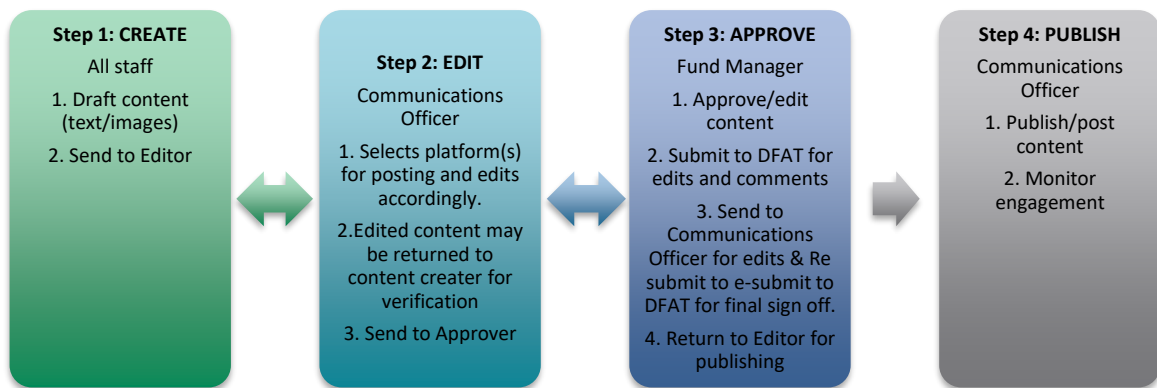 Step 1: CREATE
All staff
1. Draft content
(text/images)
2. Send to Editor
Step 2: EDIT
Communications
Officer
1. Selects platform(s)
for posting and edits
accordingly.
2.Edited content may
be returned to
content creater for
verification
3. Send to Approver
Step 3: APPROVE
Fund Manager
1. Approve/edit
content
2. Submit to DFAT for
edits and comments
3. Send to
Communications
Officer for edits & Re
submit to e-submit to
DFAT for final sign off.
4. Return to Editor for
publishing
Step 4: PUBLISH
Communications
Officer
1. Publish/post
content
2. Monitor
engagement